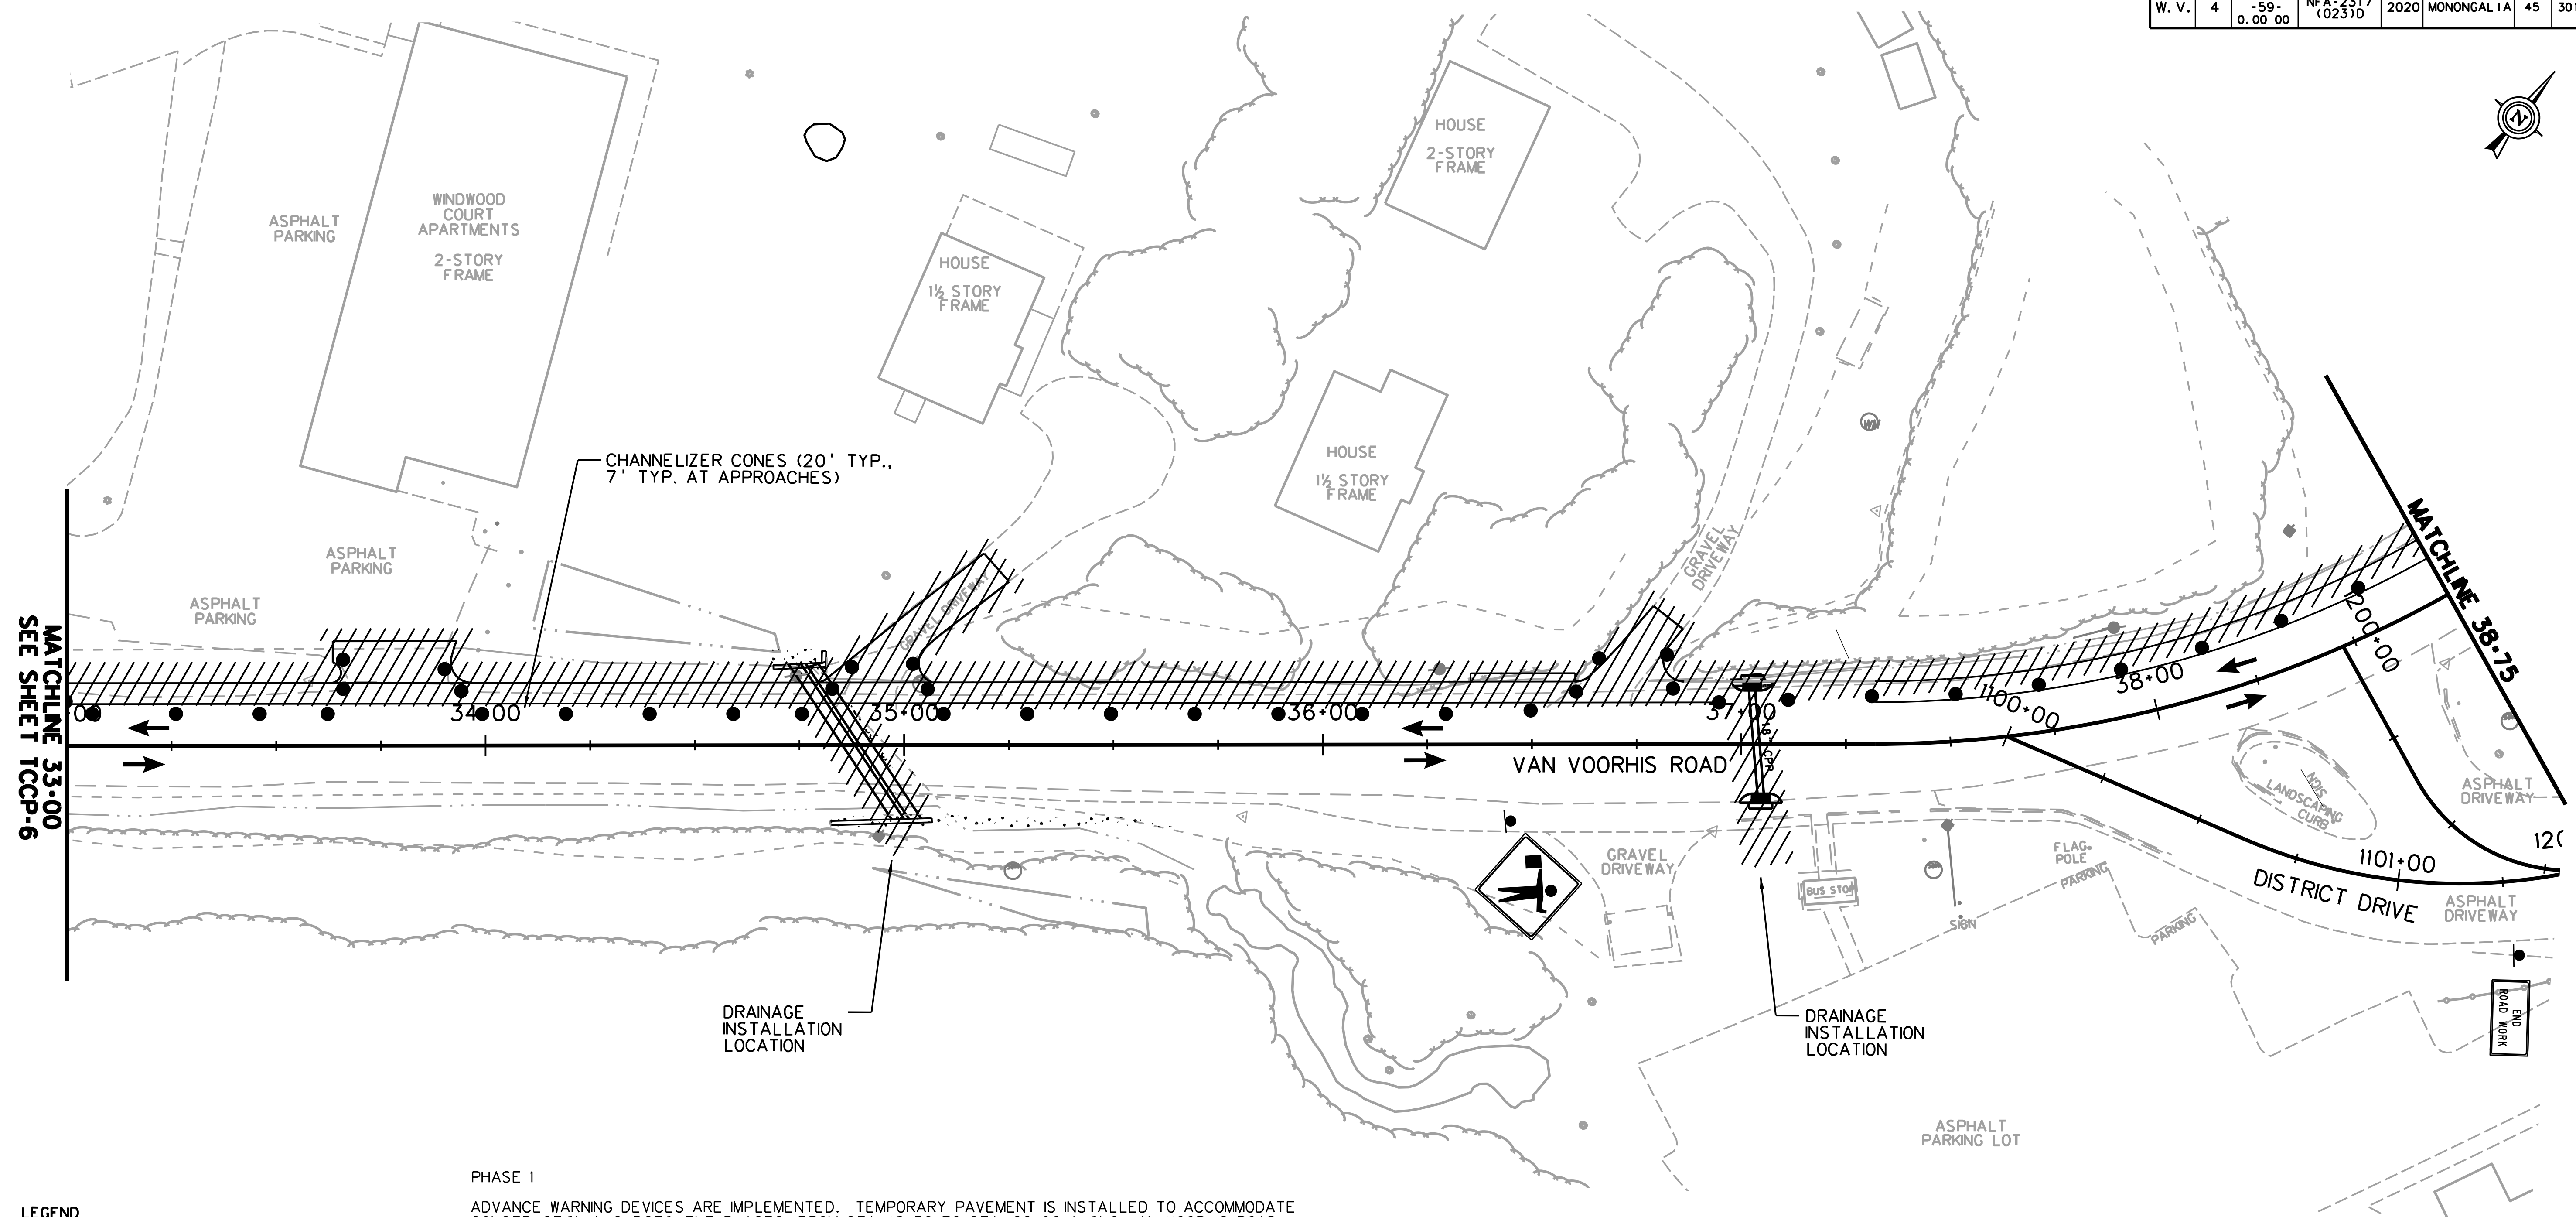 W. V.
4
-59-
0.00 00
NFA-2317
(023)D
2020
MONONGALIA
45
N
HOUSE
2-STORY
FRAME
WINDWOOD
COURT
APARTMENTS
2-STORY
FRAME
ASPHALT
PARKING
HOUSE
1½ STORY
FRAME
HOUSE
1½ STORY
FRAME
WV
CHANNELIZER CONES (20' TYP.,
7' TYP. AT APPROACHES)
ASPHALT
PARKING
ASPHALT
PARKING
GRAVEL DRIVEWAY
GRAVEL
DRIVEWAY
MATCHLINE 38+75
MATCHLINE 33+00
SEE SHEET TCCP-6
34+00
35+00
36+00
37+00
1100+00
38+00
1200+00
18" CPP
VAN VOORHIS ROAD
SIGN
LANDSCAPING
CURB
ASPHALT
DRIVEWAY
GRAVEL
DRIVEWAY
BUS STOP
FLAG
POLE
PARKING
PARKING
SIGN
1101+00
DISTRICT DRIVE
ASPHALT
DRIVEWAY
END
ROAD WORK
DRAINAGE
INSTALLATION
LOCATION
DRAINAGE
INSTALLATION
LOCATION
ASPHALT
PARKING LOT
PHASE 1
ADVANCE WARNING DEVICES ARE IMPLEMENTED. TEMPORARY PAVEMENT IS INSTALLED TO ACCOMMODATE
LEGEND